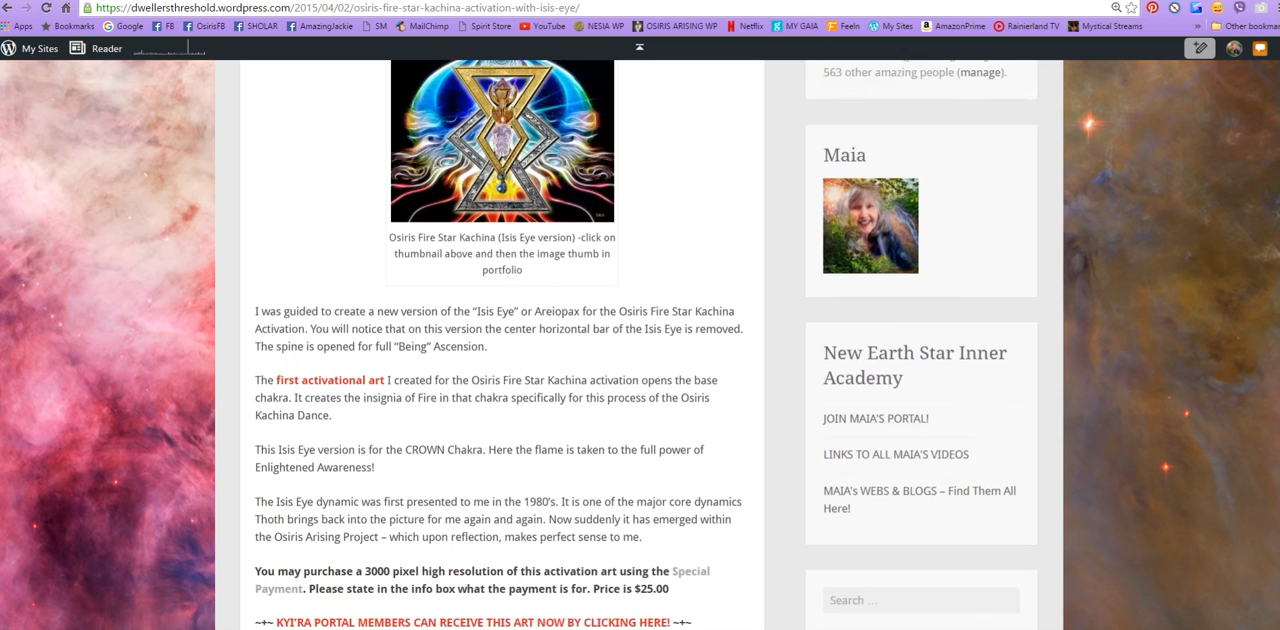 https://dwellersthreshold.wordpress.com/2015/04/02/osiris-fire-star-kachina-activation-with-isis-eye/
Apps Bookmarks Google FB OsirisFB SHOLAR AmazingJackie SM MailChimp Spirit Store YouTube NESIA WP OSIRIS ARISING WP Netflix MY GAIA Feeln My Sites AmazonPrime Rainierland TV Mystical Streams » Other bookmar
My Sites Reader
Osiris Fire Star Kachina (Isis Eye version) -click on
thumbnail above and then the image thumb in
portfolio
I was guided to create a new version of the “Isis Eye” or Areiopax for the Osiris Fire Star Kachina
Activation. You will notice that on this version the center horizontal bar of the Isis Eye is removed.
The spine is opened for full “Being” Ascension.
The first activational art I created for the Osiris Fire Star Kachina activation opens the base
chakra. It creates the insignia of Fire in that chakra specifically for this process of the Osiris
Kachina Dance.
This Isis Eye version is for the CROWN Chakra. Here the flame is taken to the full power of
Enlightened Awareness!
The Isis Eye dynamic was first presented to me in the 1980’s. It is one of the major core dynamics
Thoth brings back into the picture for me again and again. Now suddenly it has emerged within
the Osiris Arising Project – which upon reflection, makes perfect sense to me.
You may purchase a 3000 pixel high resolution of this activation art using the Special
Payment. Please state in the info box what the payment is for. Price is $25.00
~+~ KYI’RA PORTAL MEMBERS CAN RECEIVE THIS ART NOW BY CLICKING HERE! ~+~
563 other amazing people (manage).
Maia
New Earth Star Inner
Academy
JOIN MAIA'S PORTAL!
LINKS TO ALL MAIA'S VIDEOS
MAIA's WEBS & BLOGS – Find Them All
Here!
Search …